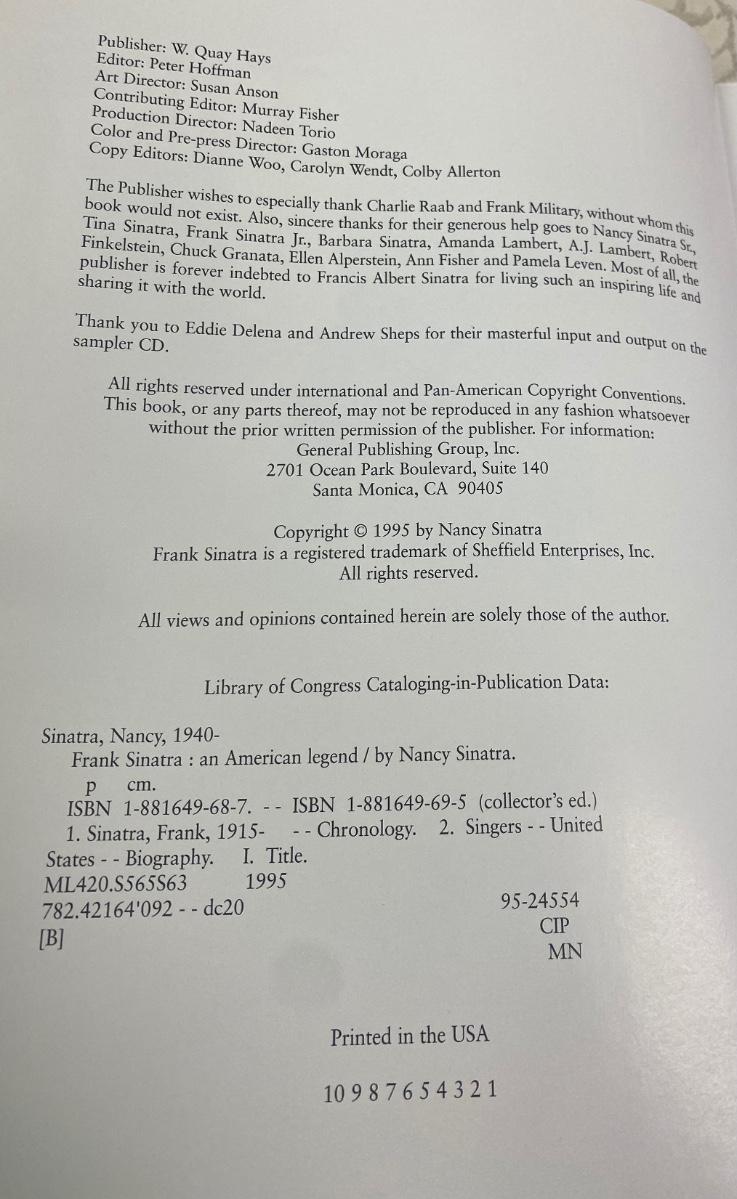 Publisher: W. Quay Hays
Editor: Peter Hoffman
Art Director: Susan Anson
Contributing Editor: Murray Fisher
Production Director: Nadeen Torio
Color and Pre-press Director: Gaston Moraga
Copy Editors: Dianne Woo, Carolyn Wendt, Colby Allerton
The Publisher wishes to especially thank Charlie Raab and Frank Military, without whom this
book would not exist. Also, sincere thanks for their generous help goes to Nancy Sinatra Sr.,
Tina Sinatra, Frank Sinatra Jr., Barbara Sinatra, Amanda Lambert, A.J. Lambert, Robert
Finkelstein, Chuck Granata, Ellen Alperstein, Ann Fisher and Pamela Leven. Most of all, the
publisher is forever indebted to Francis Albert Sinatra for living such an inspiring life and
sharing it with the world.
Thank you to Eddie Delena and Andrew Sheps for their masterful input and output on the
sampler CD.
All rights reserved under international and Pan-American Copyright Conventions.
This book, or any parts thereof, may not be reproduced in any fashion whatsoever
without the prior written permission of the publisher. For information:
General Publishing Group, Inc.
2701 Ocean Park Boulevard, Suite 140
Santa Monica, CA 90405
Copyright © 1995 by Nancy Sinatra
Frank Sinatra is a registered trademark of Sheffield Enterprises, Inc.
All rights reserved.
All views and opinions contained herein are solely those of the author.
Library of Congress Cataloging-in-Publication Data:
Sinatra, Nancy, 1940-
Frank Sinatra : an American legend / by Nancy Sinatra.
p cm.
ISBN 1-881649-68-7. - - ISBN 1-881649-69-5 (collector's ed.)
1. Sinatra, Frank, 1915- - - Chronology. 2. Singers - - United
States - - Biography. I. Title.
ML420.S565S63 1995
782.42164'092 - - dc20 95-24554
[B] CIP
MN
Printed in the USA
10 9 8 7 6 5 4 3 2 1